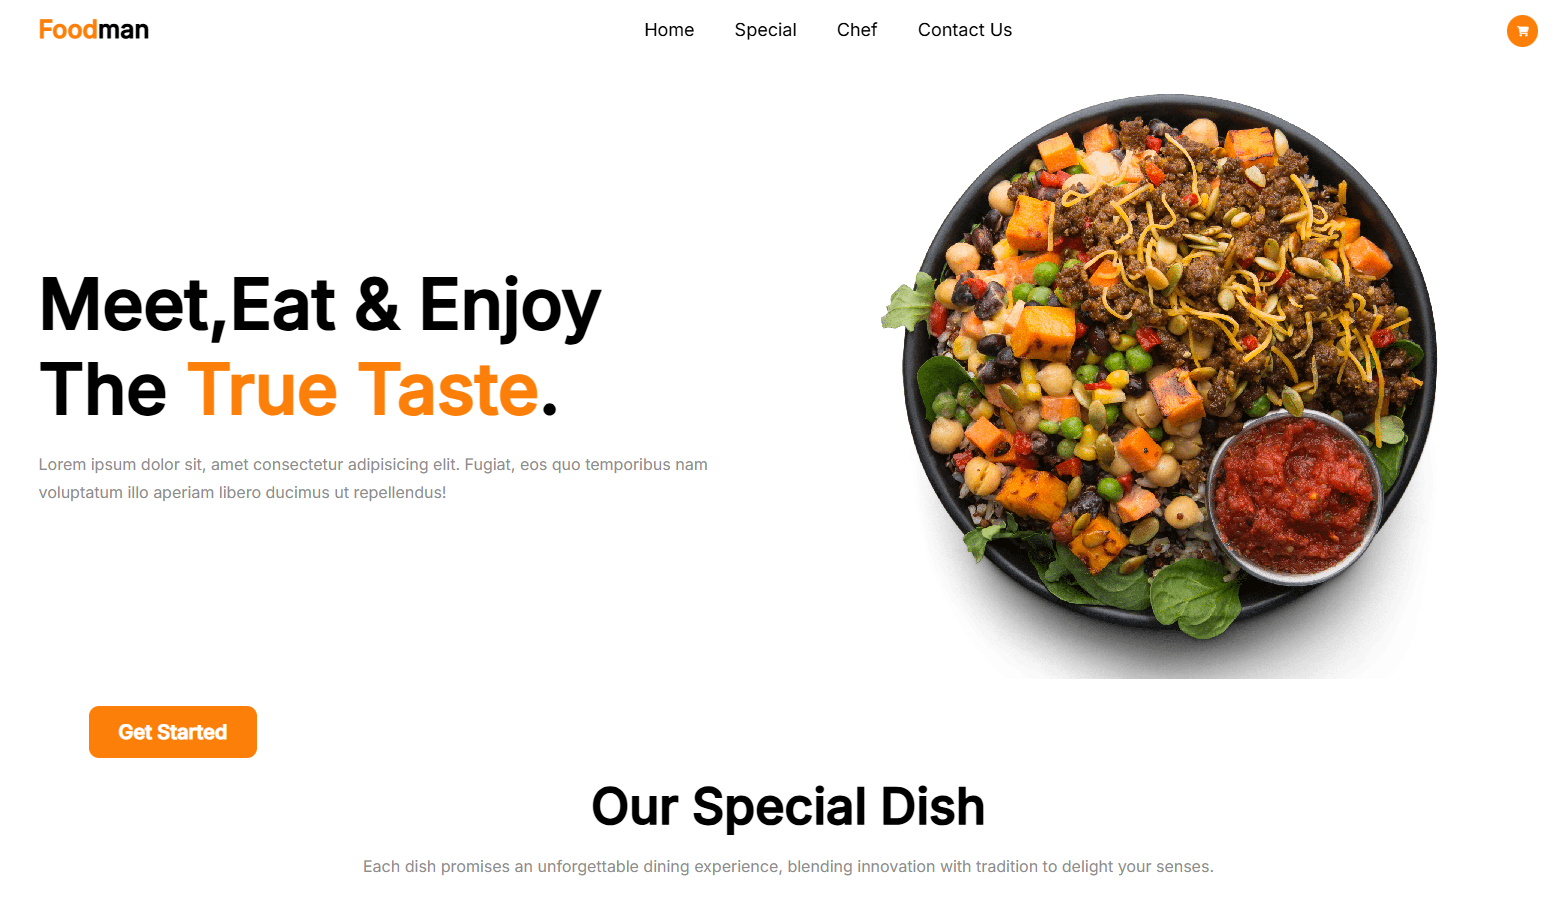 Foodman
Home
Special
Chef
Contact Us
Meet,Eat & Enjoy
The True Taste.
Lorem ipsum dolor sit, amet consectetur adipisicing elit. Fugiat, eos quo temporibus nam
voluptatum illo aperiam libero ducimus ut repellendus!
Get Started
Our Special Dish
Each dish promises an unforgettable dining experience, blending innovation with tradition to delight your senses.